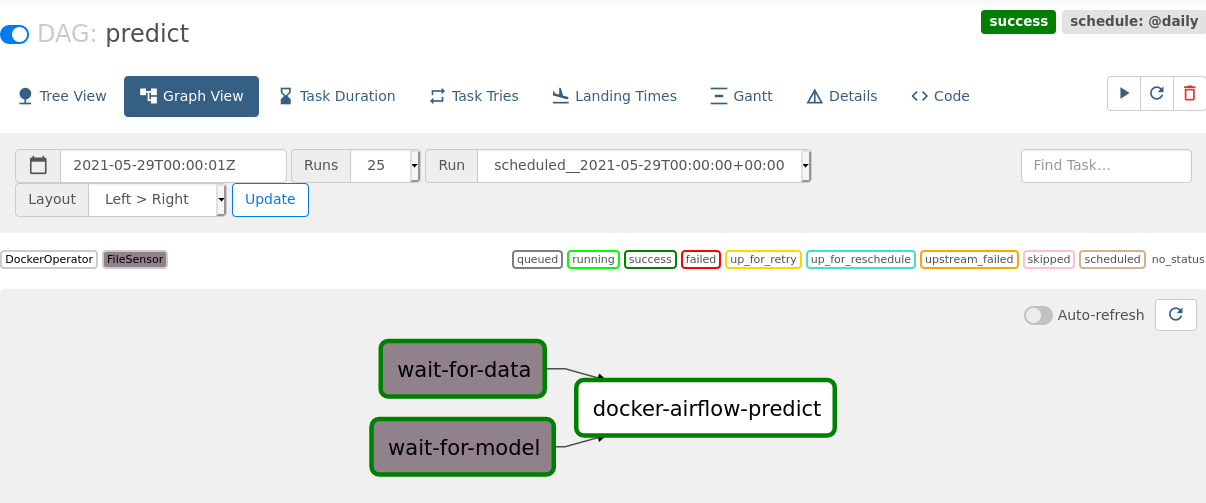 success schedule: @daily
DAG: predict
Tree View Graph View Task Duration Task Tries Landing Times Gantt Details Code
2021-05-29T00:00:01Z Runs 25 Run scheduled__2021-05-29T00:00:00+00:00 Find Task...
Layout Left > Right Update
DockerOperator FileSensor queued running success failed up_for_retry up_for_reschedule upstream_failed skipped scheduled no_status
Auto-refresh
wait-for-data
docker-airflow-predict
wait-for-model